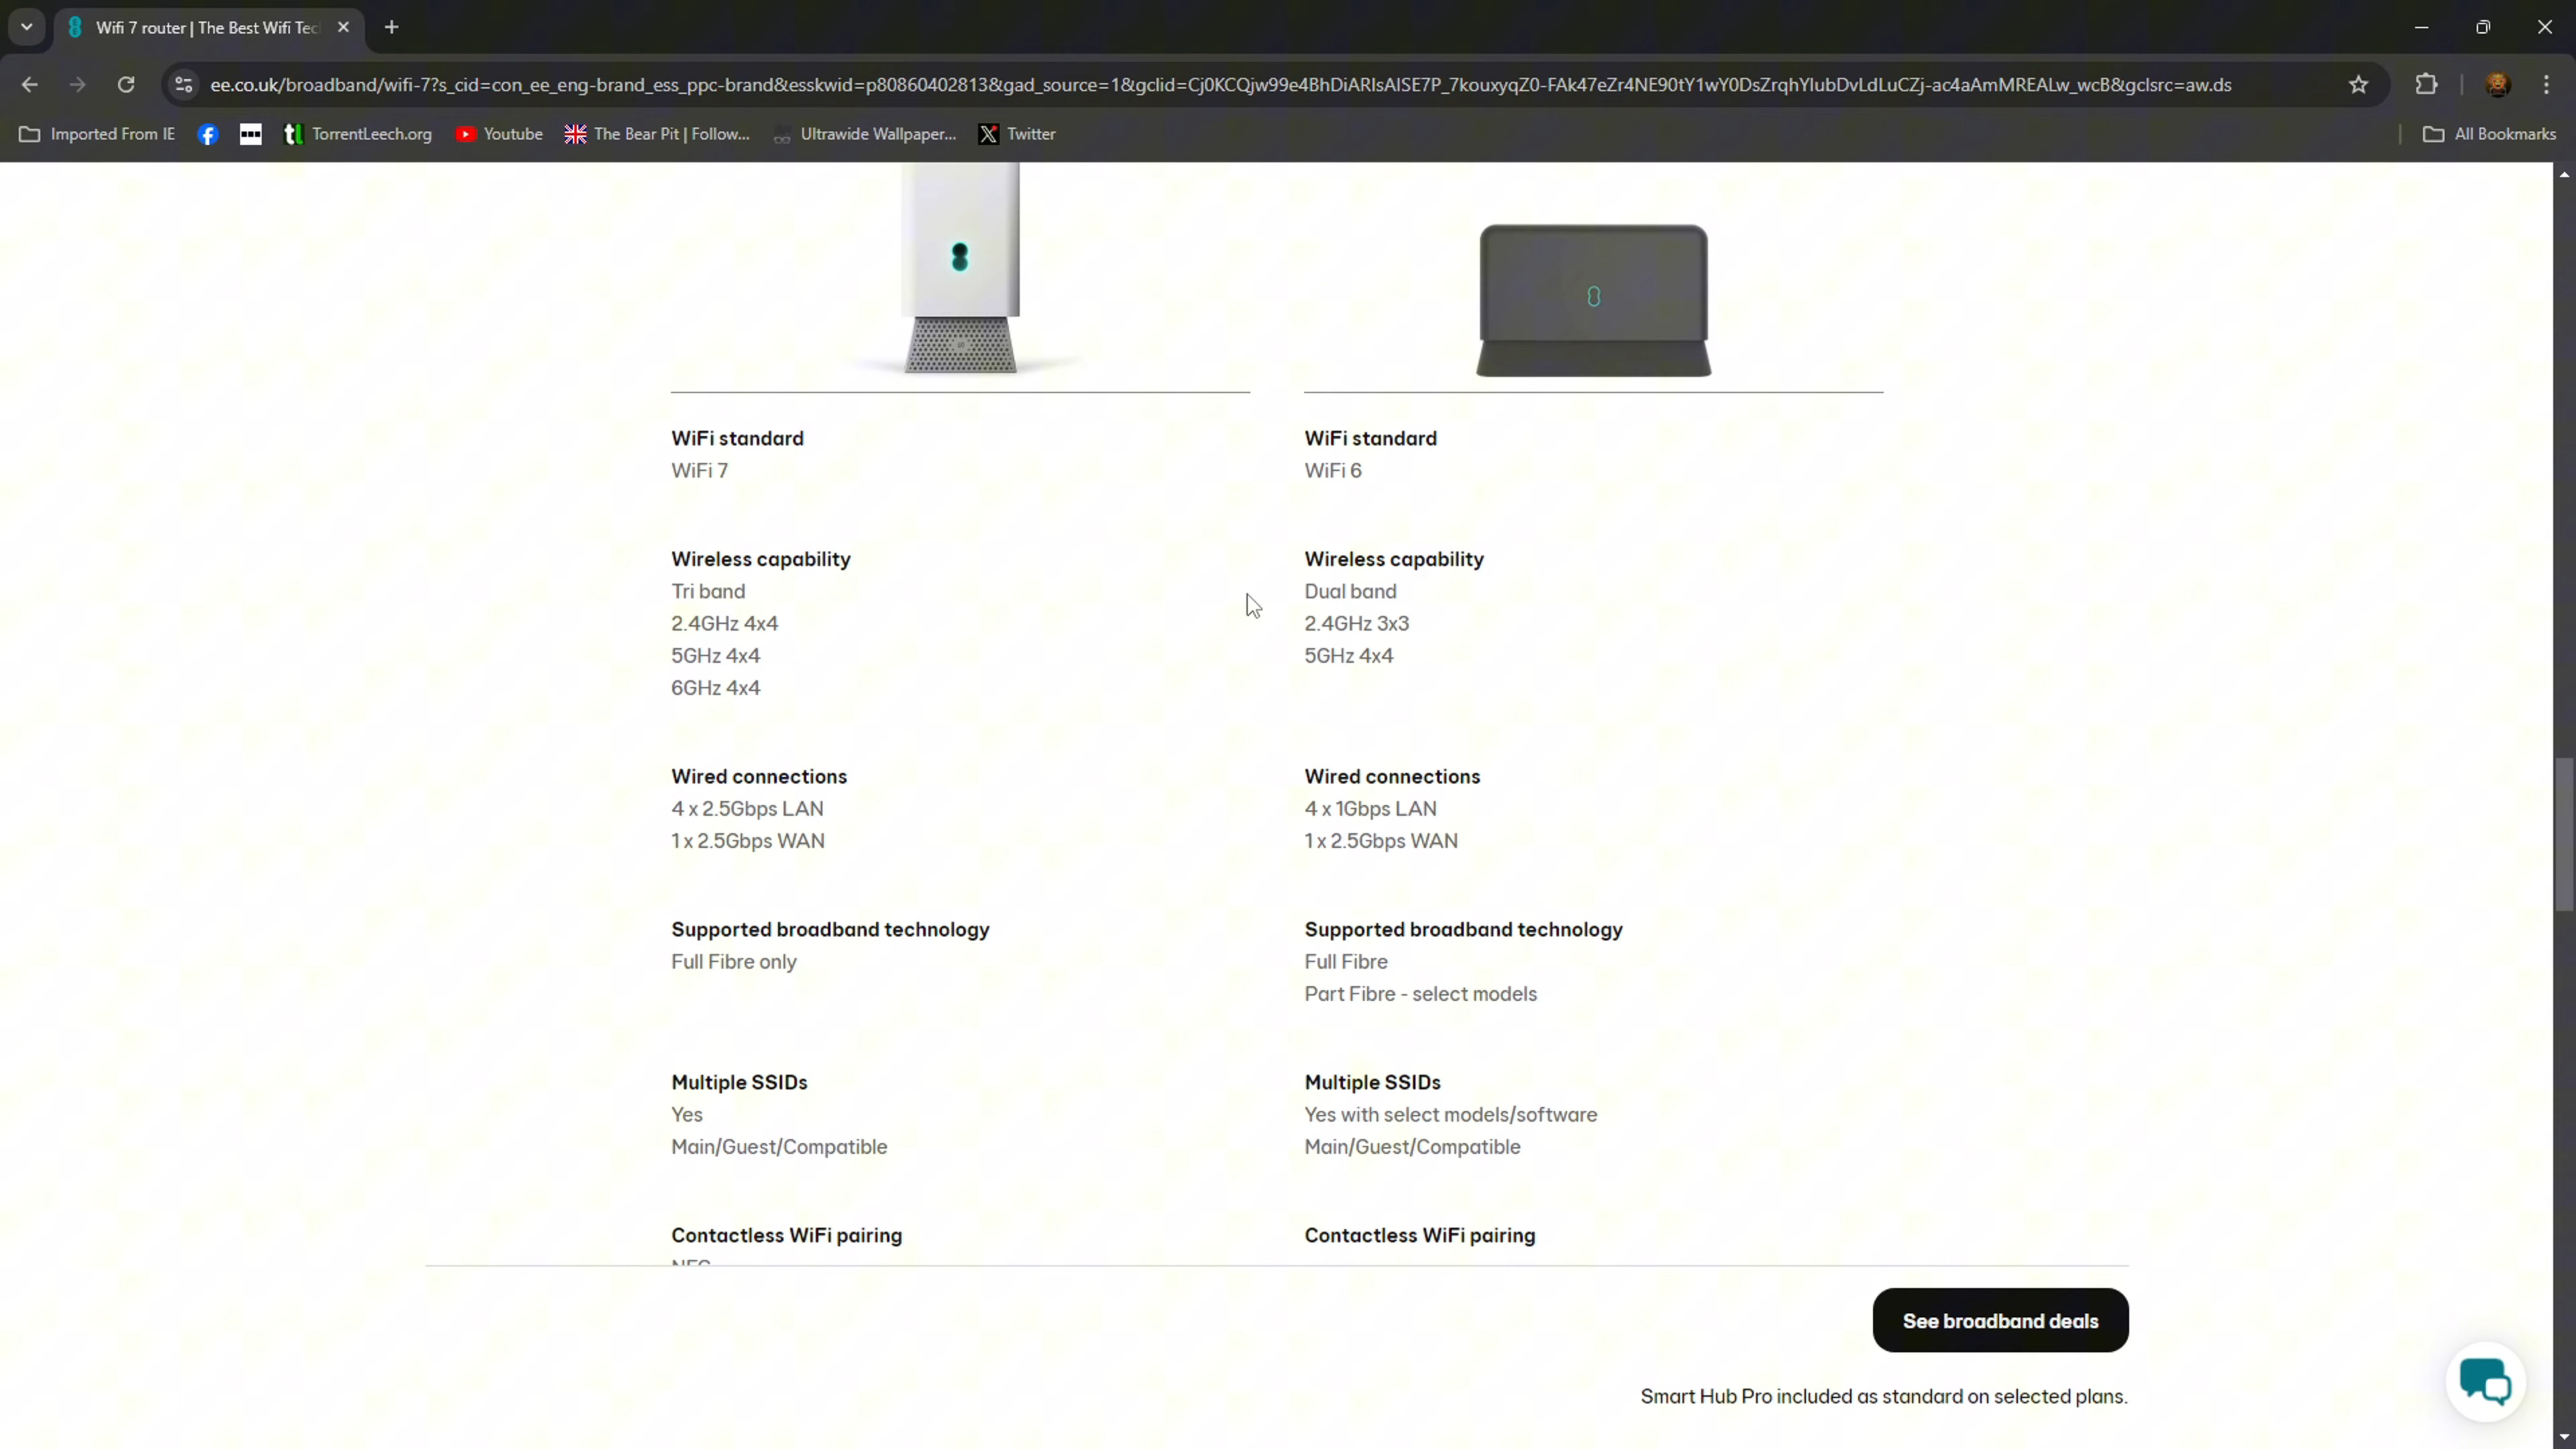 Wifi 7 router | The Best Wifi Tec
ee.co.uk/broadband/wifi-7?s_cid=con_ee_eng-brand_ess_ppc-brand&esskwid=p80860402813&gad_source=1&gclid=Cj0KCQjw99e4BhDiARIsAISE7P_7kouxyqZ0-FAk47eZr4NE90tY1wY0DsZrqhYIubDvLdLuCZj-ac4aAmMREALw_wcB&gclsrc=aw.ds
Imported From IE
TorrentLeech.org
Youtube
The Bear Pit | Follow...
Ultrawide Wallpaper...
Twitter
All Bookmarks
WiFi standard
WiFi 7
Wireless capability
Tri band
2.4GHz 4x4
5GHz 4x4
6GHz 4x4
Wired connections
4 x 2.5Gbps LAN
1 x 2.5Gbps WAN
Supported broadband technology
Full Fibre only
Multiple SSIDs
Yes
Main/Guest/Compatible
Contactless WiFi pairing
NFC
WiFi standard
WiFi 6
Wireless capability
Dual band
2.4GHz 3x3
5GHz 4x4
Wired connections
4 x 1Gbps LAN
1 x 2.5Gbps WAN
Supported broadband technology
Full Fibre
Part Fibre - select models
Multiple SSIDs
Yes with select models/software
Main/Guest/Compatible
Contactless WiFi pairing
See broadband deals
Smart Hub Pro included as standard on selected plans.